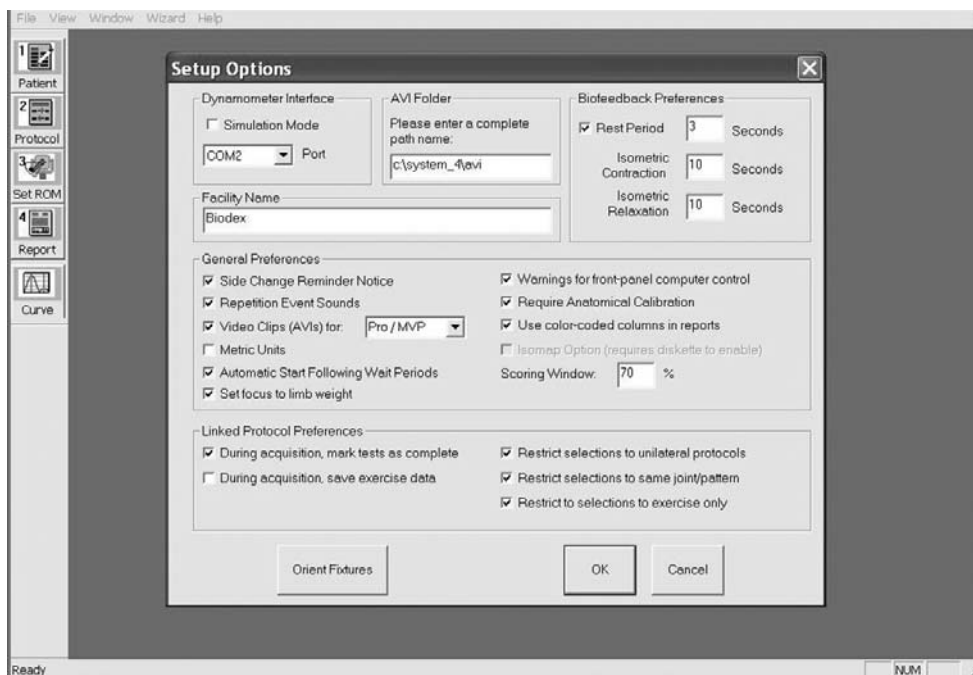 File View Window Wizard Help
1
Patient
2
Protocol
3
Set ROM
4
Report
Curve
Setup Options
Dynamometer Interface
Simulation Mode
COM2 Port
AVI Folder
Please enter a complete
path name:
c:\system_4\avi
Biofeedback Preferences
Rest Period 3 Seconds
Isometric
Contraction 10 Seconds
Isometric
Relaxation 10 Seconds
Facility Name
Biodex
General Preferences
Side Change Reminder Notice
Repetition Event Sounds
Video Clips (AVIs) for: Pro / MVP
Metric Units
Automatic Start Following Wait Periods
Set focus to limb weight
Warnings for front-panel computer control
Require Anatomical Calibration
Use color-coded columns in reports
Isomap Option (requires diskette to enable)
Scoring Window: 70 %
Linked Protocol Preferences
During acquisition, mark tests as complete
During acquisition, save exercise data
Restrict selections to unilateral protocols
Restrict selections to same joint/pattern
Restrict to selections to exercise only
Orient Fixtures
OK
Cancel
Ready
NUM